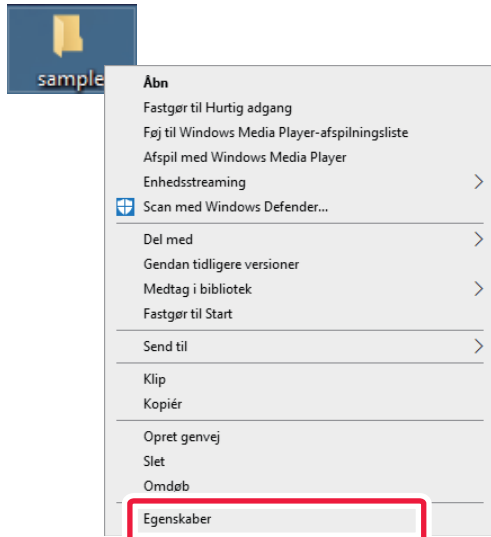 sample
Åbn
Fastgør til Hurtig adgang
Føj til Windows Media Player-afspilningsliste
Afspil med Windows Media Player
Enhedsstreaming
Scan med Windows Defender...
Del med
Gendan tidligere versioner
Medtag i bibliotek
Fastgør til Start
Send til
Klip
Kopiér
Opret genvej
Slet
Omdøb
Egenskaber